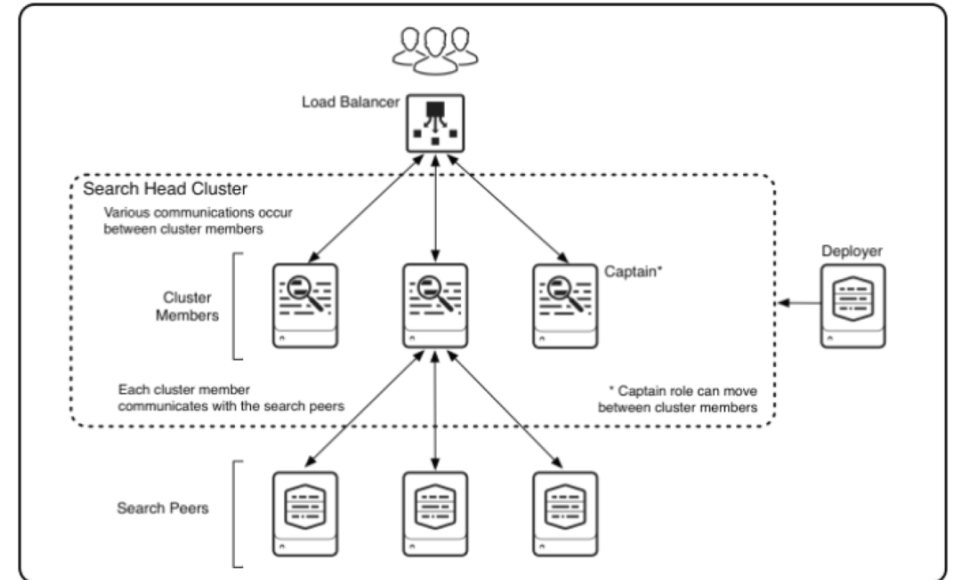 Load Balancer
Search Head Cluster
Various communications occur
between cluster members
Deployer
Captain*
Cluster
Members
Each cluster member
communicates with the search peers
* Captain role can move
between cluster members
Search Peers